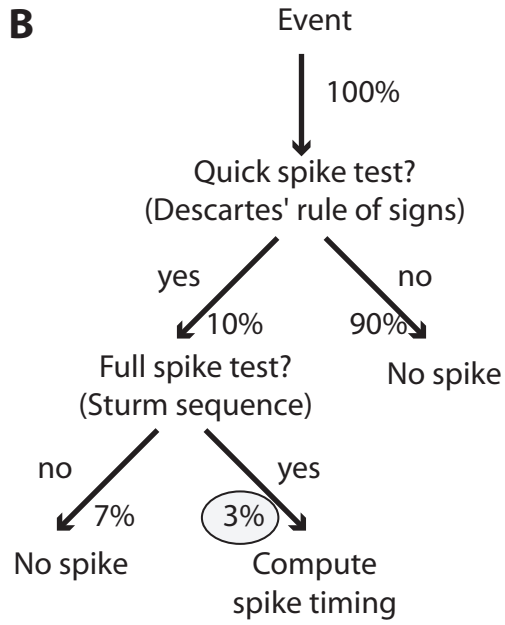 B
Event
100%
Quick spike test?
(Descartes' rule of signs)
yes
no
10%
90%
Full spike test?
(Sturm sequence)
No spike
no
yes
7%
3%
No spike
Compute
spike timing